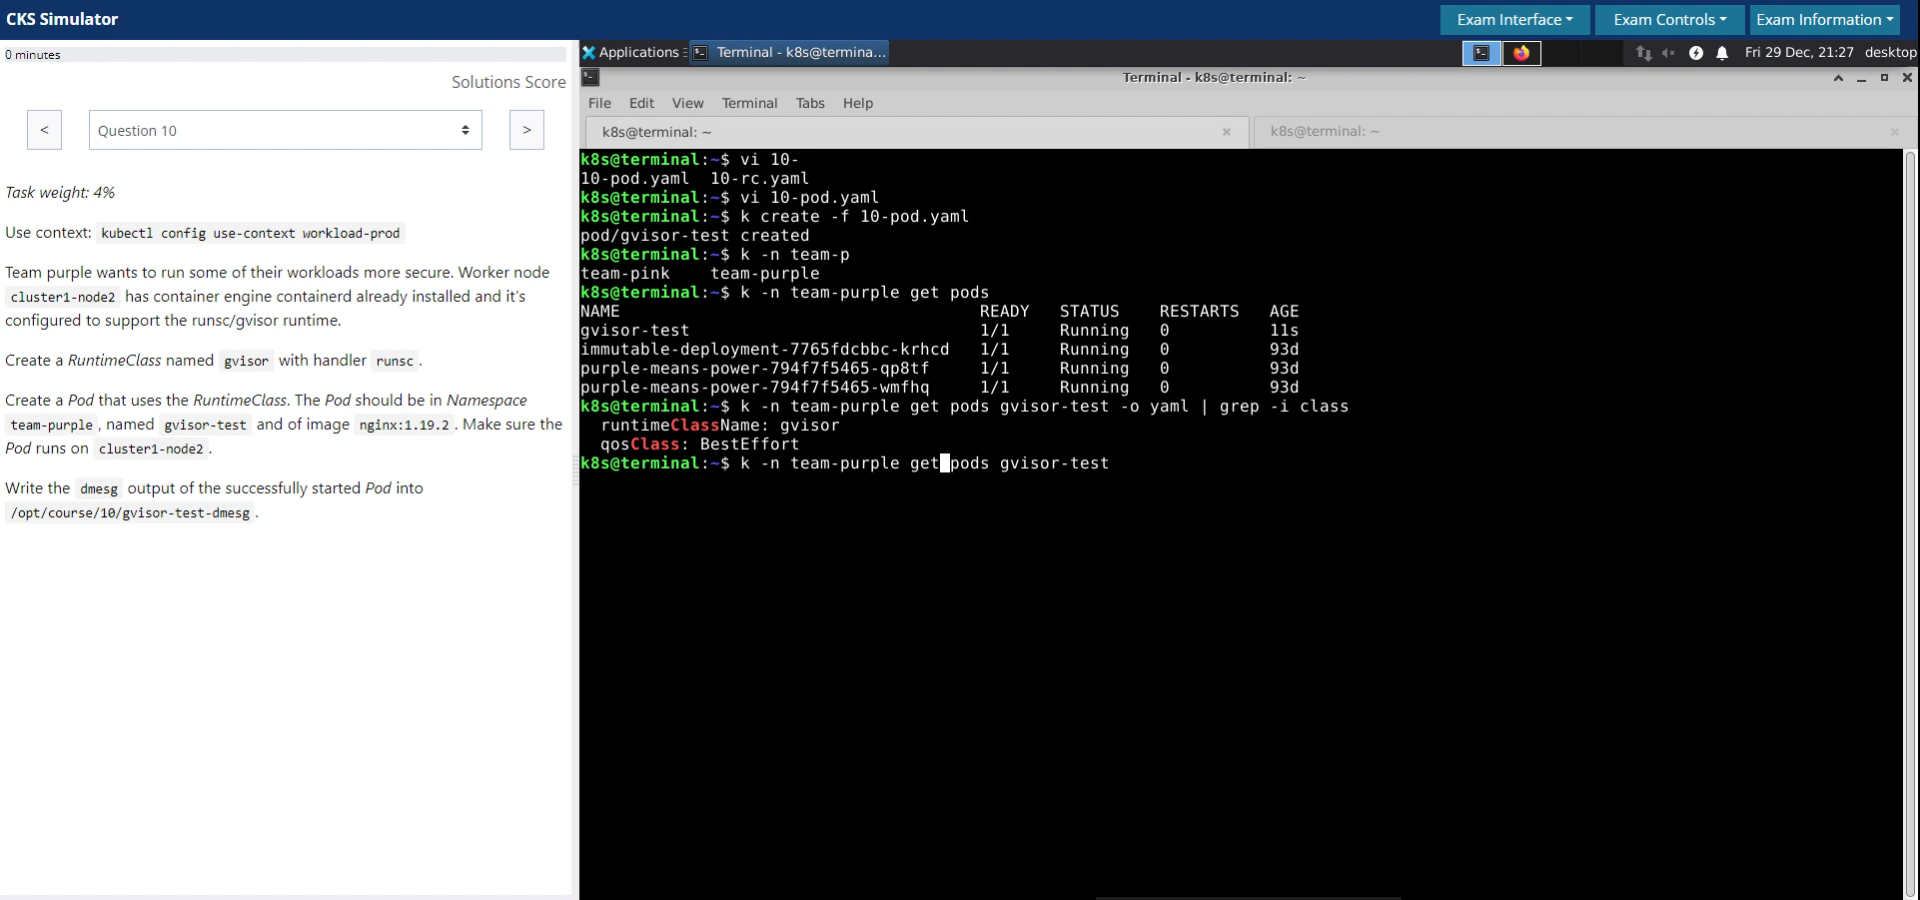 CKS Simulator
Exam Interface
Exam Controls
Exam Information
0 minutes
Solutions Score
<
Question 10
>
Task weight: 4%
Use context: kubectl config use-context workload-prod
Team purple wants to run some of their workloads more secure. Worker node
cluster1-node2 has container engine containerd already installed and it's
configured to support the runsc/gvisor runtime.
Create a RuntimeClass named gvisor with handler runsc .
Create a Pod that uses the RuntimeClass. The Pod should be in Namespace
team-purple , named gvisor-test and of image nginx:1.19.2 . Make sure the
Pod runs on cluster1-node2 .
Write the dmesg output of the successfully started Pod into
/opt/course/10/gvisor-test-dmesg .
Applications
Terminal - k8s@termina...
Fri 29 Dec, 21:27
desktop
Terminal - k8s@terminal: ~
File Edit View Terminal Tabs Help
k8s@terminal: ~
k8s@terminal: ~
k8s@terminal:~$ vi 10-
10-pod.yaml  10-rc.yaml
k8s@terminal:~$ vi 10-pod.yaml
k8s@terminal:~$ k create -f 10-pod.yaml
pod/gvisor-test created
k8s@terminal:~$ k -n team-p
team-pink    team-purple
k8s@terminal:~$ k -n team-purple get pods
NAME                                    READY   STATUS    RESTARTS   AGE
gvisor-test                             1/1     Running   0          11s
immutable-deployment-7765fdcbbc-krhcd   1/1     Running   0          93d
purple-means-power-794f7f5465-qp8tf     1/1     Running   0          93d
purple-means-power-794f7f5465-wmfhq     1/1     Running   0          93d
k8s@terminal:~$ k -n team-purple get pods gvisor-test -o yaml | grep -i class
  runtimeClassName: gvisor
  qosClass: BestEffort
k8s@terminal:~$ k -n team-purple get pods gvisor-test